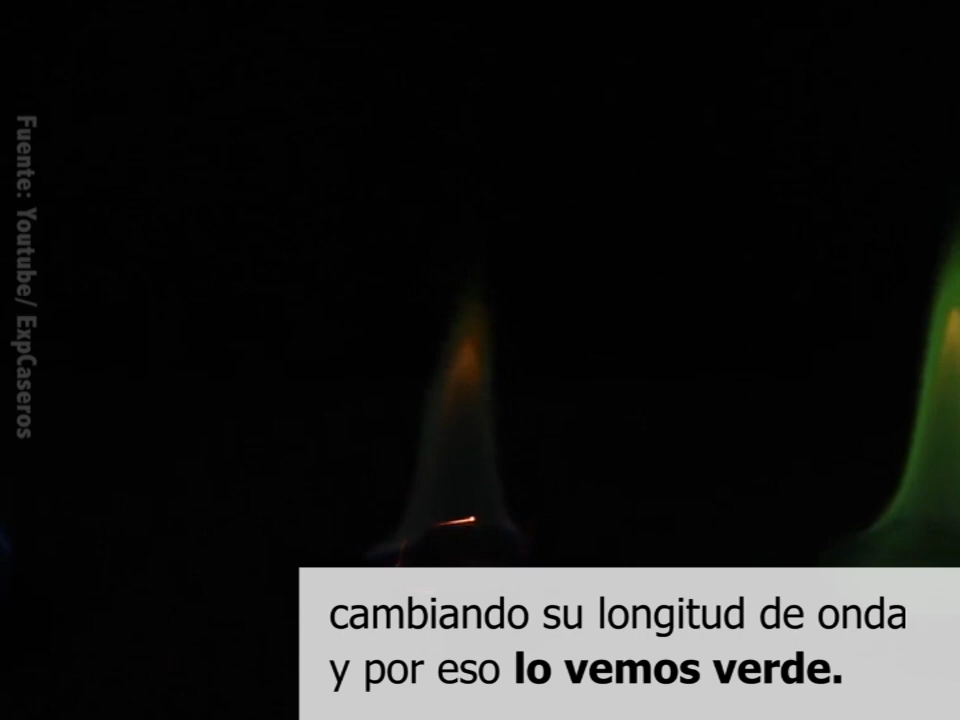 Fuente: Youtube/ ExpCaseros
cambiando su longitud de onda
y por eso lo vemos verde.